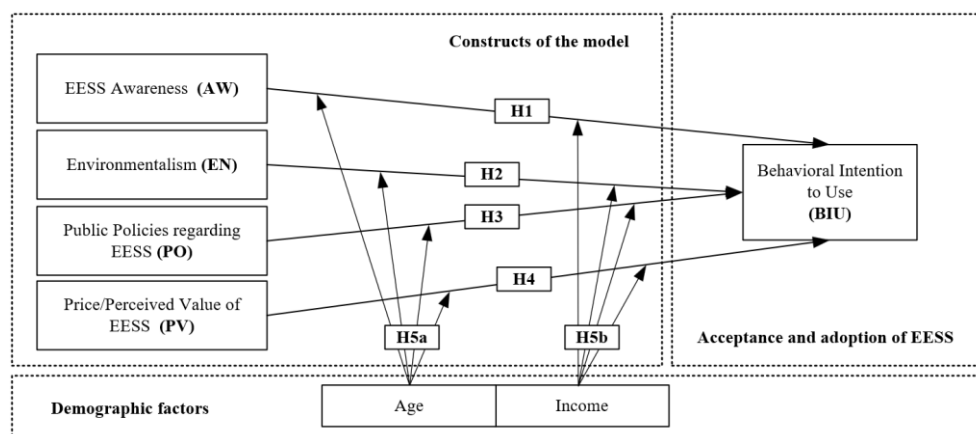 Constructs of the model
EESS Awareness (AW)
H1
Environmentalism (EN)
H2
Behavioral Intention
to Use
(BIU)
Public Policies regarding
EESS (PO)
H3
Price/Perceived Value of
EESS (PV)
H4
H5a
H5b
Acceptance and adoption of EESS
Demographic factors
Age
Income